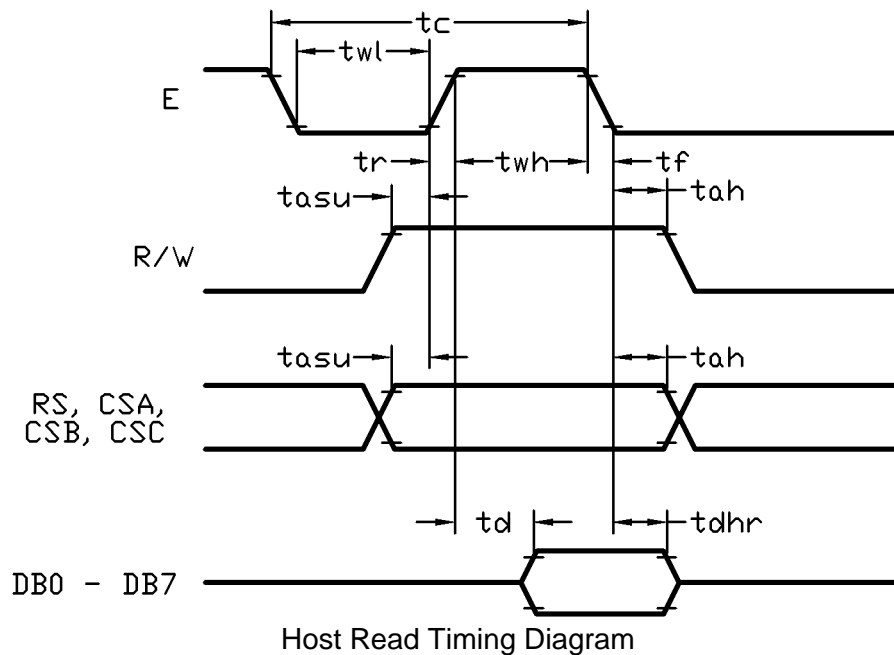 tc
twl
E
tr twh tf
tasu tah
R/W
tasu tah
RS, CSA,
CSB, CSC
td tdhr
DB0 - DB7
Host Read Timing Diagram